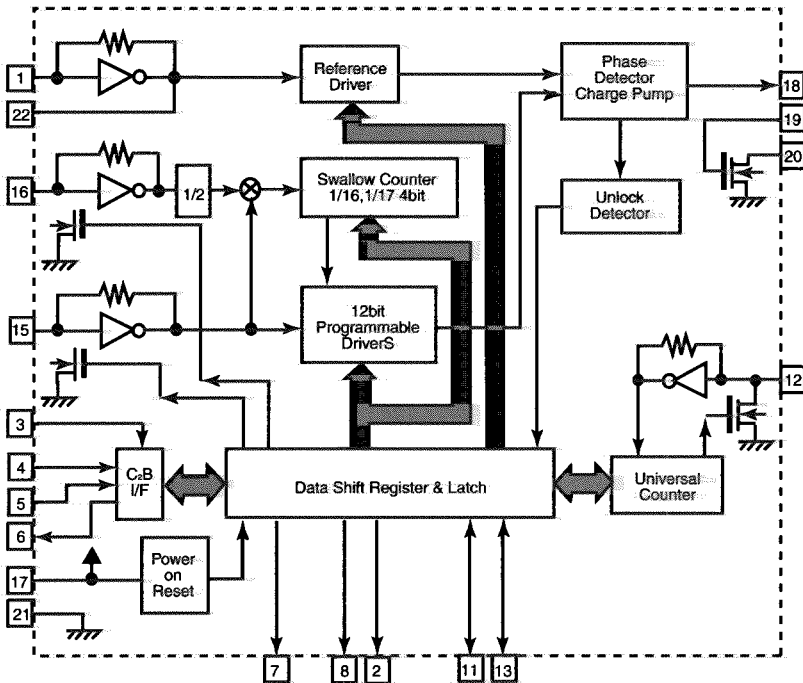 1
Reference
Driver
Phase
Detector
Charge Pump
18
22
19
16
1/2
Swallow Counter
1/16,1/17 4bit
20
Unlock
Detector
15
12bit
Programmable
DriverS
12
3
4
C₂B
I/F
5
6
Data Shift Register & Latch
Universal
Counter
17
Power
on
Reset
21
7
8
2
11
13